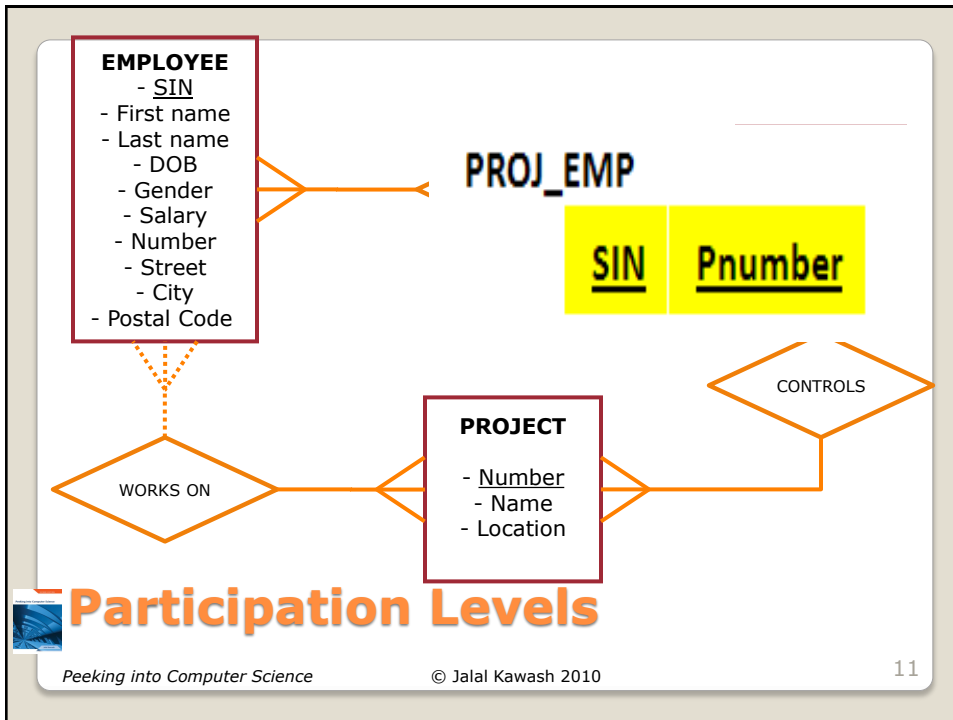 EMPLOYEE
- SIN
- First name
- Last name
- DOB
- Gender
- Salary
- Number
- Street
- City
- Postal Code
PROJ_EMP
SIN Pnumber
CONTROLS
PROJECT
- Number
- Name
- Location
WORKS ON
Participation Levels
Peeking into Computer Science © Jalal Kawash 2010 11